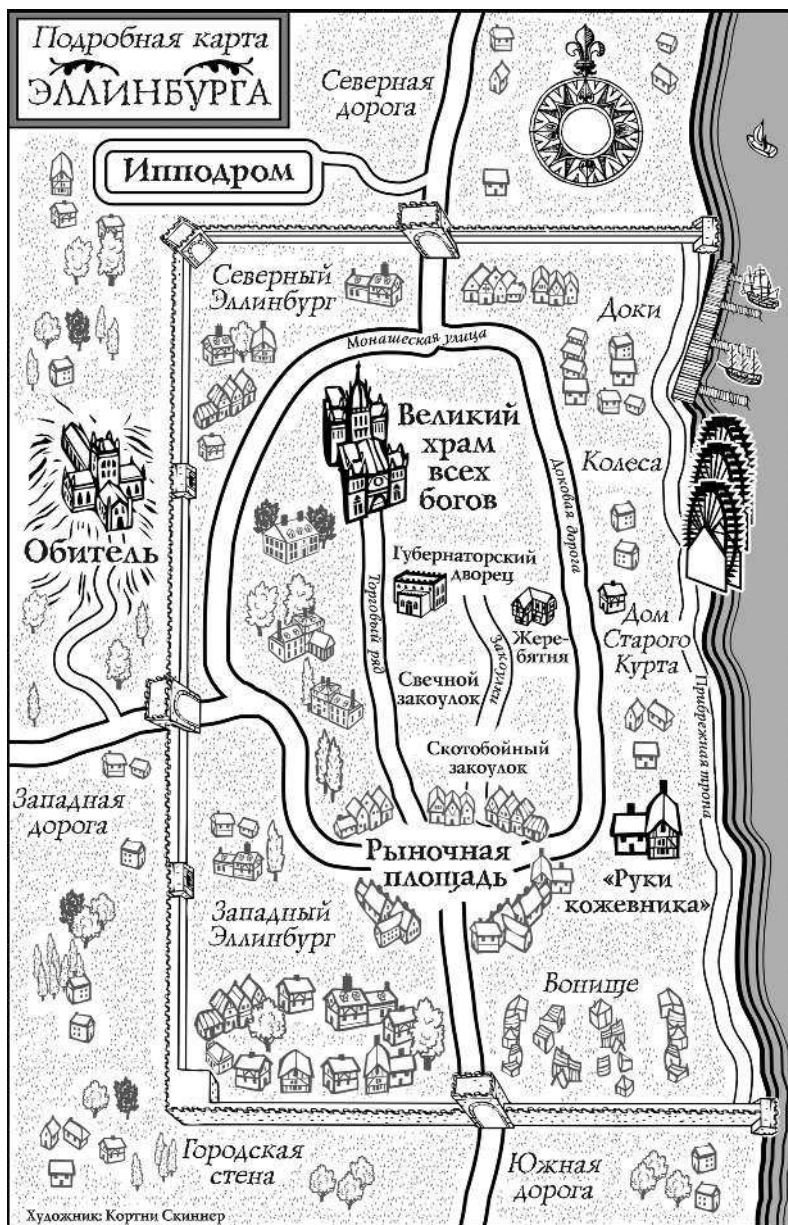 Подробная карта
ЭЛЛИНБУРГА
Северная
дорога
Ипподром
Северный
Эллинбург
Доки
Монашеская улица
Великий
храм
всех
богов
Колеса
Доковая дорога
Обитель
Губернаторский
дворец
Торговый ряд
Закоулки
Жере-
бятня
Дом
Старого
Курта
Свечной
закоулок
Прибрежная тропа
Скотобойный
закоулок
Западная
дорога
Рыночная
площадь
«Руки
кожевника»
Западный
Эллинбург
Вонище
Городская
стена
Южная
дорога
Художник: Кортни Скиннер